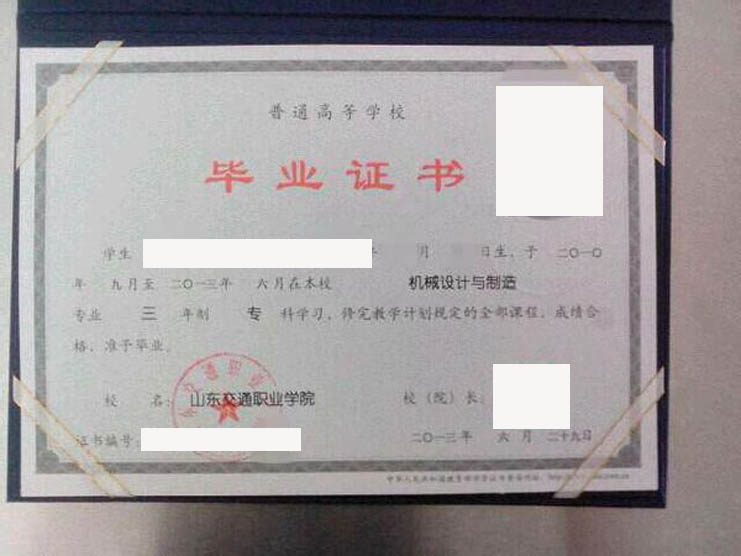 普通高等学校
毕业证书
学生 月 日生，于 二〇一〇
年 九月至 二〇一三年 六月在本校 机械设计与制造
专业 三 年制 专 科学习，修完教学计划规定的全部课程，成绩合
格，准予毕业。
校 名： 山东交通职业学院 校（院）长：
证书编号： 二〇一三年 六月 二十九日